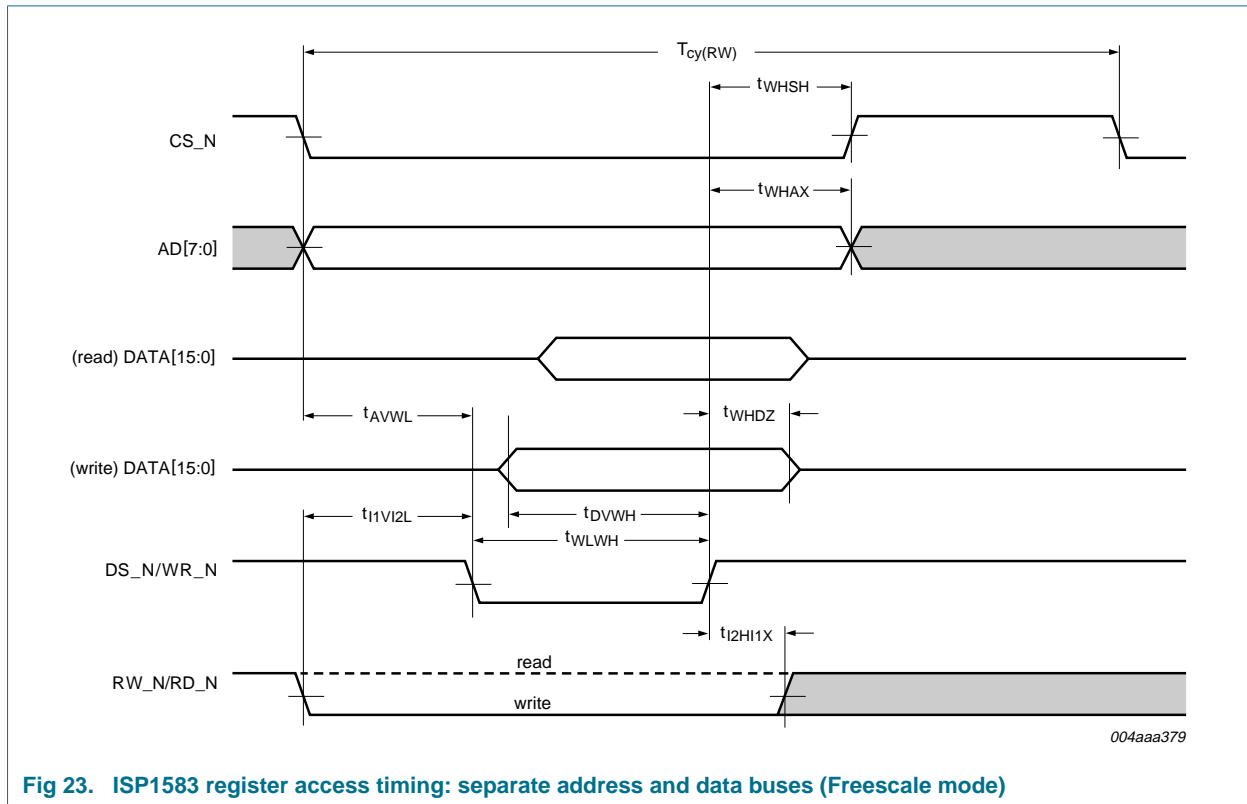 Tcy(RW)
tWHSH
CS_N
tWHAX
AD[7:0]
(read) DATA[15:0]
tAVWL
tWHDZ
(write) DATA[15:0]
tI1VI2L
tDVWH
tWLWH
DS_N/WR_N
tI2HI1X
read
RW_N/RD_N
write
004aaa379
Fig 23. ISP1583 register access timing: separate address and data buses (Freescale mode)